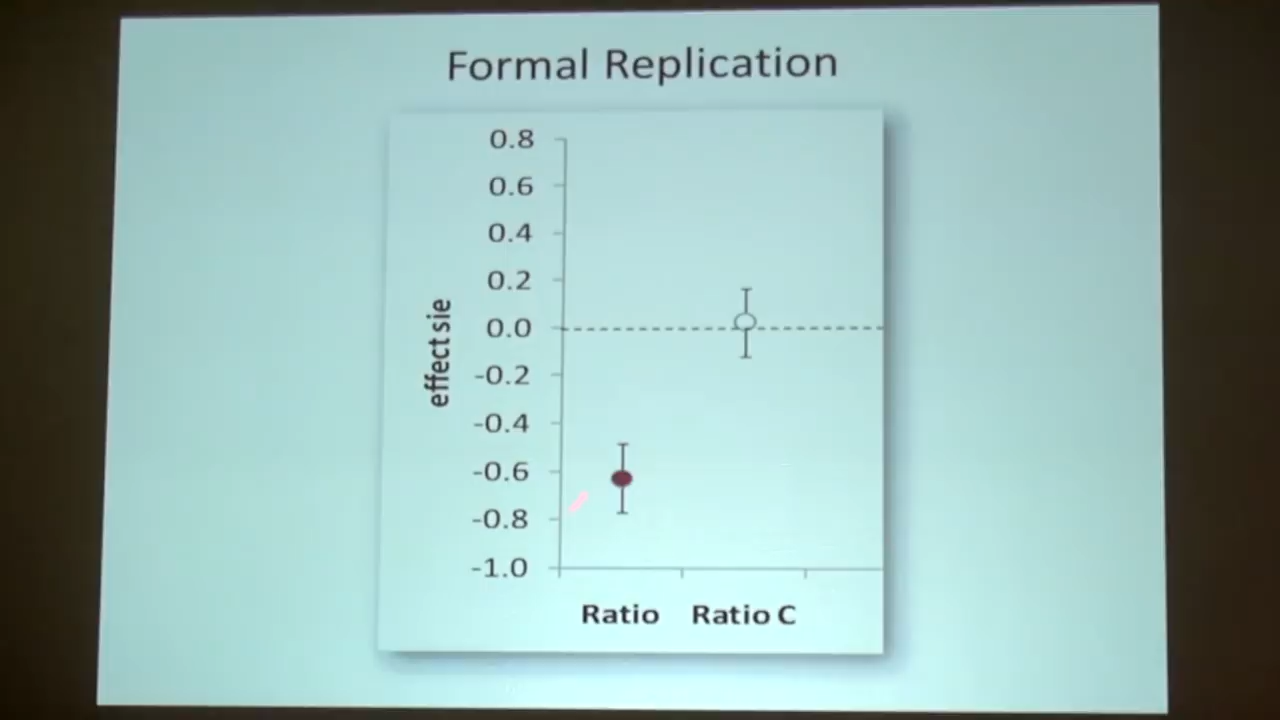 Formal Replication
0.8
0.6
0.4
0.2
0.0
-0.2
-0.4
-0.6
-0.8
-1.0
effect sie
Ratio
Ratio C